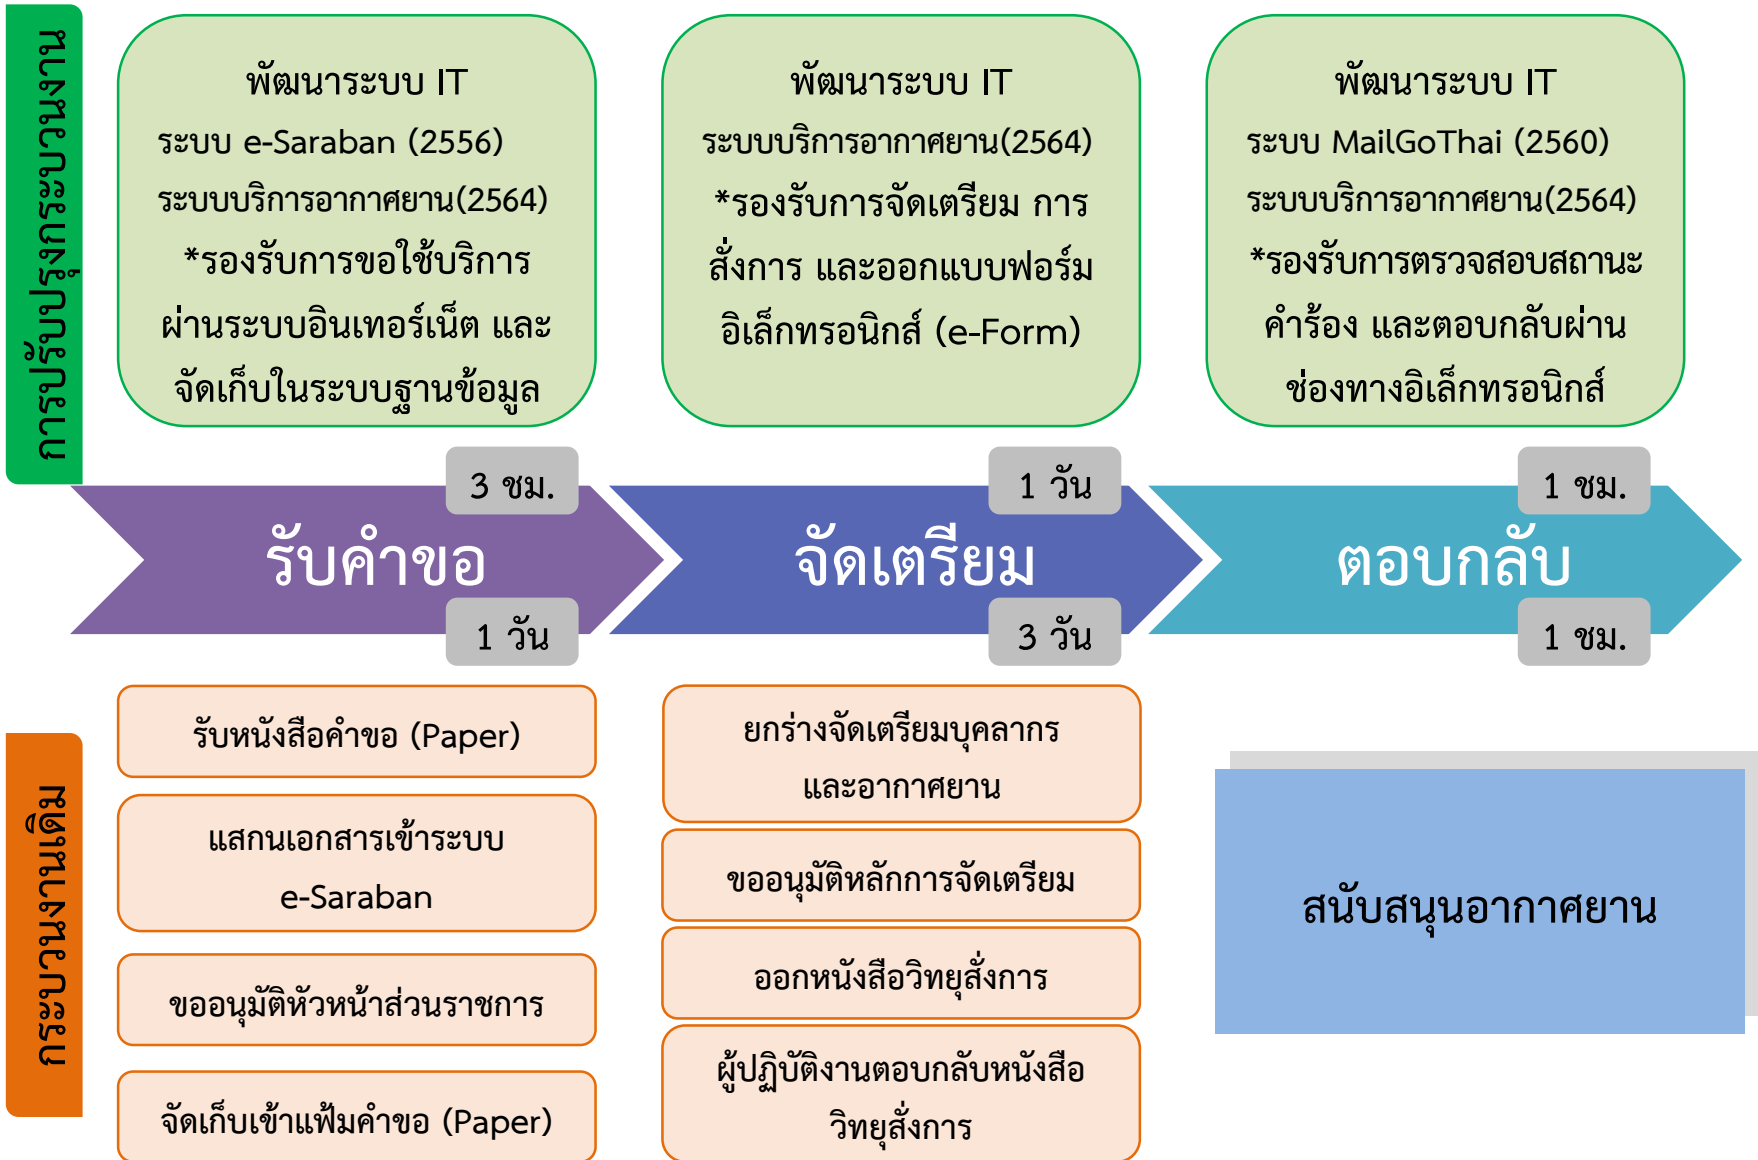 การปรับปรุงกระบวนงาน
พัฒนาระบบ IT
ระบบ e-Saraban (2556)
ระบบบริการอากาศยาน(2564)
*รองรับการขอใช้บริการ
ผ่านระบบอินเทอร์เน็ต และ
จัดเก็บในระบบฐานข้อมูล
พัฒนาระบบ IT
ระบบบริการอากาศยาน(2564)
*รองรับการจัดเตรียม การ
สั่งการ และออกแบบฟอร์ม
อิเล็กทรอนิกส์ (e-Form)
พัฒนาระบบ IT
ระบบ MailGoThai (2560)
ระบบบริการอากาศยาน(2564)
*รองรับการตรวจสอบสถานะ
คำร้อง และตอบกลับผ่าน
ช่องทางอิเล็กทรอนิกส์
3 ชม.
รับคำขอ
1 วัน
1 วัน
จัดเตรียม
3 วัน
1 ชม.
ตอบกลับ
1 ชม.
กระบวนงานเดิม
รับหนังสือคำขอ (Paper)
แสกนเอกสารเข้าระบบ
e-Saraban
ขออนุมัติหัวหน้าส่วนราชการ
จัดเก็บเข้าแฟ้มคำขอ (Paper)
ยกร่างจัดเตรียมบุคลากร
และอากาศยาน
ขออนุมัติหลักการจัดเตรียม
ออกหนังสือวิทยุสั่งการ
ผู้ปฏิบัติงานตอบกลับหนังสือ
วิทยุสั่งการ
สนับสนุนอากาศยาน